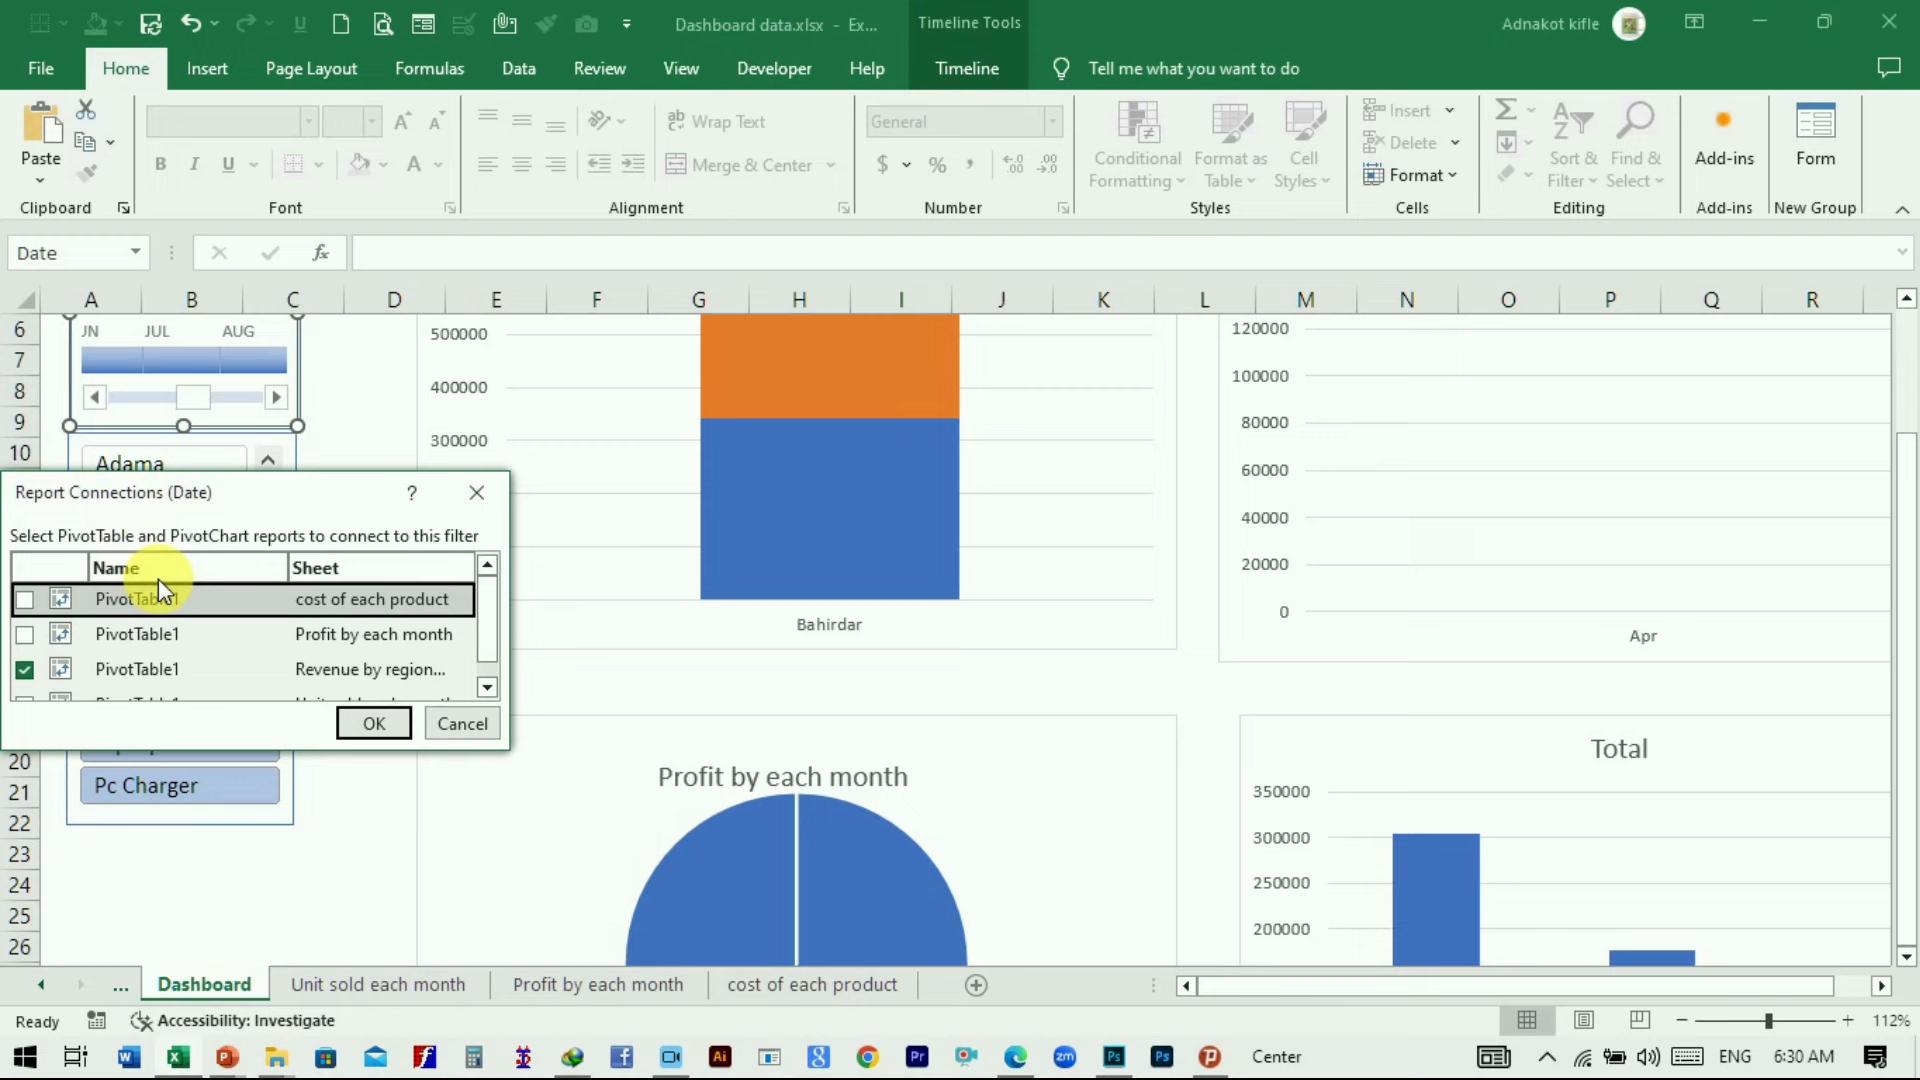 Dashboard data.xlsx - Ex...
Timeline Tools
Adnakot kifle
File Home Insert Page Layout Formulas Data Review View Developer Help Timeline Tell me what you want to do
Paste
Clipboard
B I U
A
Font
Wrap Text
Merge & Center
Alignment
General
$ % ,
Number
Conditional Formatting
Format as Table
Cell Styles
Styles
Insert
Delete
Format
Cells
Sort & Filter
Find & Select
Editing
Add-ins
Add-ins
Form
New Group
Date
fx
A B C D E F G H I J K L M N O P Q R
6
7
8
9
10
20
21
22
23
24
25
26
JUL AUG
Adama
Report Connections (Date) ?
Select PivotTable and PivotChart reports to connect to this filter
Name Sheet
PivotTable1 cost of each product
PivotTable1 Profit by each month
PivotTable1 Revenue by region...
OK Cancel
Pc Charger
500000
400000
300000
Bahirdar
120000
100000
80000
60000
40000
20000
0
Apr
Profit by each month
Total
350000
300000
250000
200000
... Dashboard Unit sold each month Profit by each month cost of each product
Ready Accessibility: Investigate 112%
Center ENG 6:30 AM